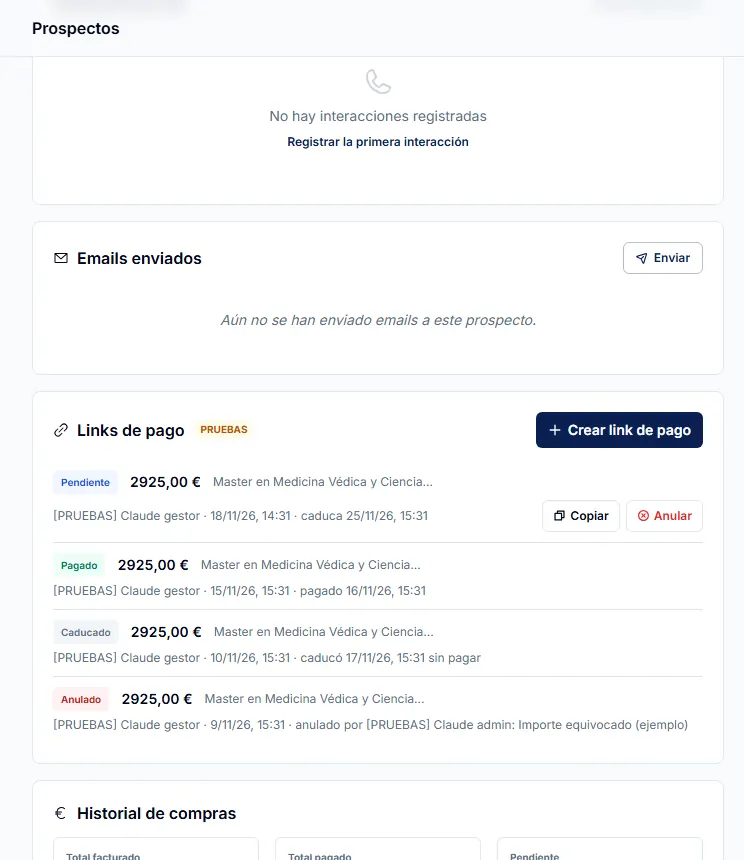 Prospectos
No hay interacciones registradas
Registrar la primera interacción
Emails enviados
Enviar
Aún no se han enviado emails a este prospecto.
Links de pago PRUEBAS
+ Crear link de pago
Pendiente 2925,00 € Master en Medicina Védica y Ciencia...
[PRUEBAS] Claude gestor · 18/11/26, 14:31 · caduca 25/11/26, 15:31
Copiar Anular
Pagado 2925,00 € Master en Medicina Védica y Ciencia...
[PRUEBAS] Claude gestor · 15/11/26, 15:31 · pagado 16/11/26, 15:31
Caducado 2925,00 € Master en Medicina Védica y Ciencia...
[PRUEBAS] Claude gestor · 10/11/26, 15:31 · caducó 17/11/26, 15:31 sin pagar
Anulado 2925,00 € Master en Medicina Védica y Ciencia...
[PRUEBAS] Claude gestor · 9/11/26, 15:31 · anulado por [PRUEBAS] Claude admin: Importe equivocado (ejemplo)
€ Historial de compras
Total facturado Total pagado Pendiente